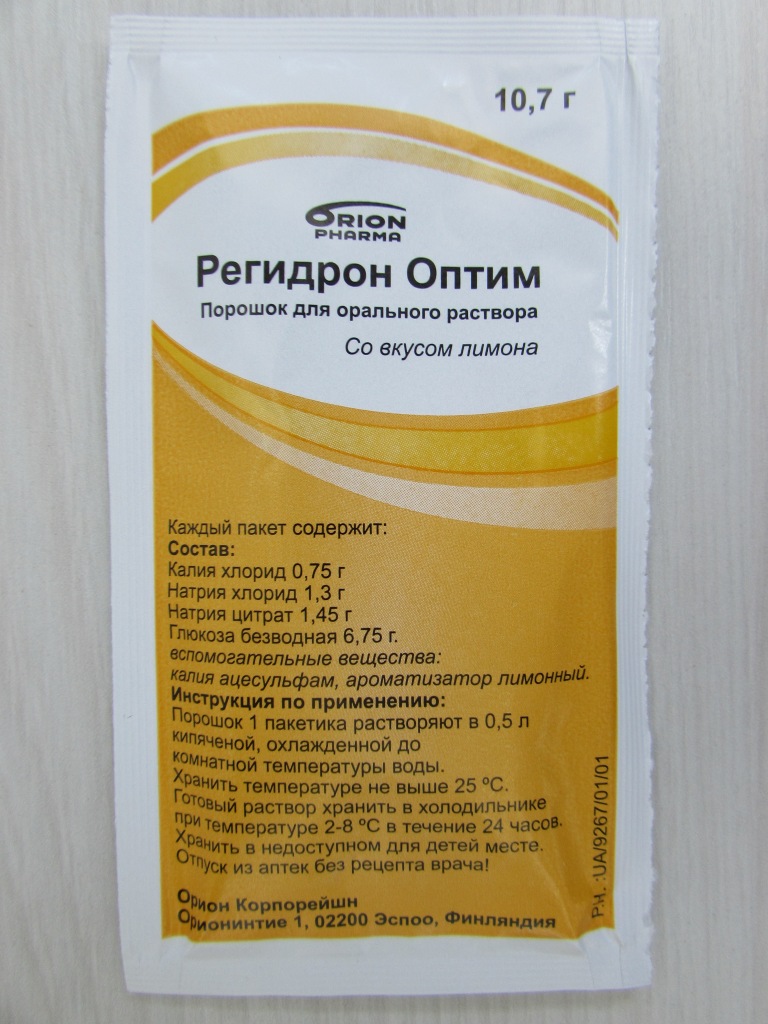 10,7 г
ORION
PHARMA
Регидрон Оптим
Порошок для орального раствора
Со вкусом лимона
Каждый пакет содержит:
Состав:
Калия хлорид 0,75 г
Натрия хлорид 1,3 г
Натрия цитрат 1,45 г
Глюкоза безводная 6,75 г.
вспомогательные вещества:
калия ацесульфам, ароматизатор лимонный.
Инструкция по применению:
Порошок 1 пакетика растворяют в 0,5 л
кипяченой, охлажденной до
комнатной температуры воды.
Хранить температуре не выше 25 ºС.
Готовый раствор хранить в холодильнике
при температуре 2-8 ºС в течение 24 часов.
Хранить в недоступном для детей месте.
Отпуск из аптек без рецепта врача!
Орион Корпорейшн
Орионинтие 1, 02200 Эспоо, Финляндия
Р.н. :UA/9267/01/01